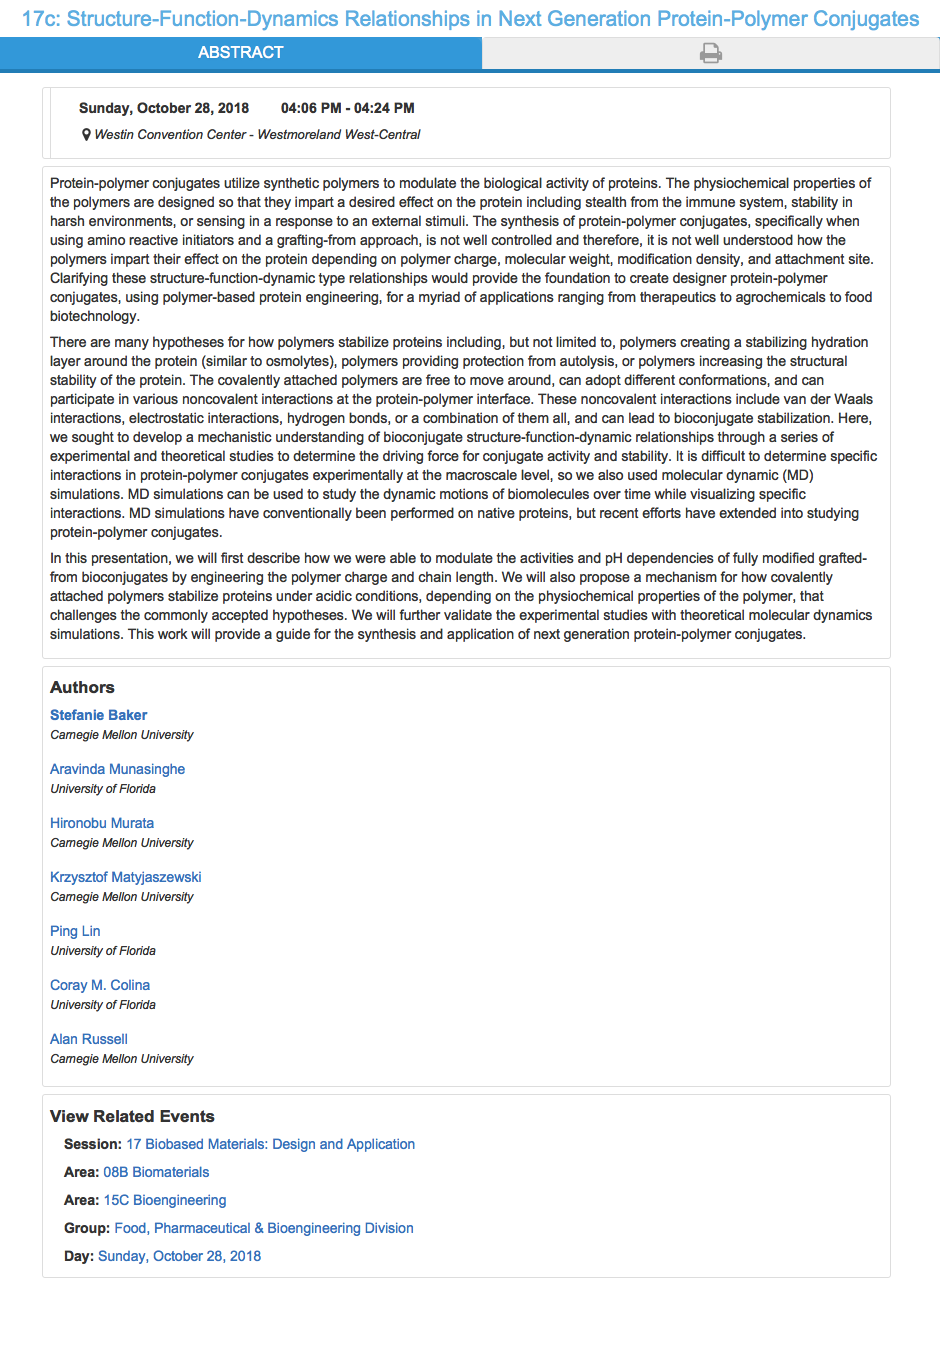 17c: Structure-Function-Dynamics Relationships in Next Generation Protein-Polymer Conjugates
ABSTRACT
Sunday, October 28, 2018 04:06 PM - 04:24 PM
Westin Convention Center - Westmoreland West-Central
Protein-polymer conjugates utilize synthetic polymers to modulate the biological activity of proteins. The physiochemical properties of
the polymers are designed so that they impart a desired effect on the protein including stealth from the immune system, stability in
harsh environments, or sensing in a response to an external stimuli. The synthesis of protein-polymer conjugates, specifically when
using amino reactive initiators and a grafting-from approach, is not well controlled and therefore, it is not well understood how the
polymers impart their effect on the protein depending on polymer charge, molecular weight, modification density, and attachment site.
Clarifying these structure-function-dynamic type relationships would provide the foundation to create designer protein-polymer
conjugates, using polymer-based protein engineering, for a myriad of applications ranging from therapeutics to agrochemicals to food
biotechnology.
There are many hypotheses for how polymers stabilize proteins including, but not limited to, polymers creating a stabilizing hydration
layer around the protein (similar to osmolytes), polymers providing protection from autolysis, or polymers increasing the structural
stability of the protein. The covalently attached polymers are free to move around, can adopt different conformations, and can
participate in various noncovalent interactions at the protein-polymer interface. These noncovalent interactions include van der Waals
interactions, electrostatic interactions, hydrogen bonds, or a combination of them all, and can lead to bioconjugate stabilization. Here,
we sought to develop a mechanistic understanding of bioconjugate structure-function-dynamic relationships through a series of
experimental and theoretical studies to determine the driving force for conjugate activity and stability. It is difficult to determine specific
interactions in protein-polymer conjugates experimentally at the macroscale level, so we also used molecular dynamic (MD)
simulations. MD simulations can be used to study the dynamic motions of biomolecules over time while visualizing specific
interactions. MD simulations have conventionally been performed on native proteins, but recent efforts have extended into studying
protein-polymer conjugates.
In this presentation, we will first describe how we were able to modulate the activities and pH dependencies of fully modified grafted-
from bioconjugates by engineering the polymer charge and chain length. We will also propose a mechanism for how covalently
attached polymers stabilize proteins under acidic conditions, depending on the physiochemical properties of the polymer, that
challenges the commonly accepted hypotheses. We will further validate the experimental studies with theoretical molecular dynamics
simulations. This work will provide a guide for the synthesis and application of next generation protein-polymer conjugates.
Authors
Stefanie Baker
Carnegie Mellon University
Aravinda Munasinghe
University of Florida
Hironobu Murata
Carnegie Mellon University
Krzysztof Matyjaszewski
Carnegie Mellon University
Ping Lin
University of Florida
Coray M. Colina
University of Florida
Alan Russell
Carnegie Mellon University
View Related Events
Session: 17 Biobased Materials: Design and Application
Area: 08B Biomaterials
Area: 15C Bioengineering
Group: Food, Pharmaceutical & Bioengineering Division
Day: Sunday, October 28, 2018